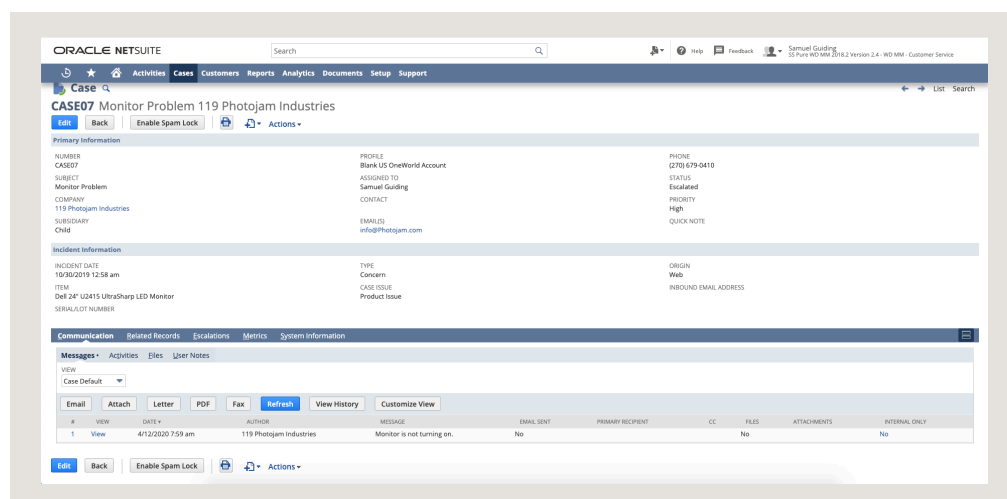 ORACLE NETSUITE
Search
Help
Feedback
Samuel Guiding
SS Pure WD MM 2018.2 Version 2.4 - WD MM - Customer Service
Activities Cases Customers Reports Analytics Documents Setup Support
Case
List Search
CASE07 Monitor Problem 119 Photojam Industries
Edit Back Enable Spam Lock Actions
Primary Information
NUMBER
CASE07
SUBJECT
Monitor Problem
COMPANY
119 Photojam Industries
SUBSIDIARY
Child
PROFILE
Blank US OneWorld Account
ASSIGNED TO
Samuel Guiding
CONTACT
EMAIL(S)
info@Photojam.com
PHONE
(270) 679-0410
STATUS
Escalated
PRIORITY
High
QUICK NOTE
Incident Information
INCIDENT DATE
10/30/2019 12:58 am
ITEM
Dell 24" U2415 UltraSharp LED Monitor
SERIAL/LOT NUMBER
TYPE
Concern
CASE ISSUE
Product Issue
ORIGIN
Web
INBOUND EMAIL ADDRESS
Communication Related Records Escalations Metrics System Information
Messages • Activities Files User Notes
VIEW
Case Default
Email Attach Letter PDF Fax Refresh View History Customize View
# VIEW DATE AUTHOR MESSAGE EMAIL SENT PRIMARY RECIPIENT CC FILES ATTACHMENTS INTERNAL ONLY
1 View 4/12/2020 7:59 am 119 Photojam Industries Monitor is not turning on. No No No
Edit Back Enable Spam Lock Actions